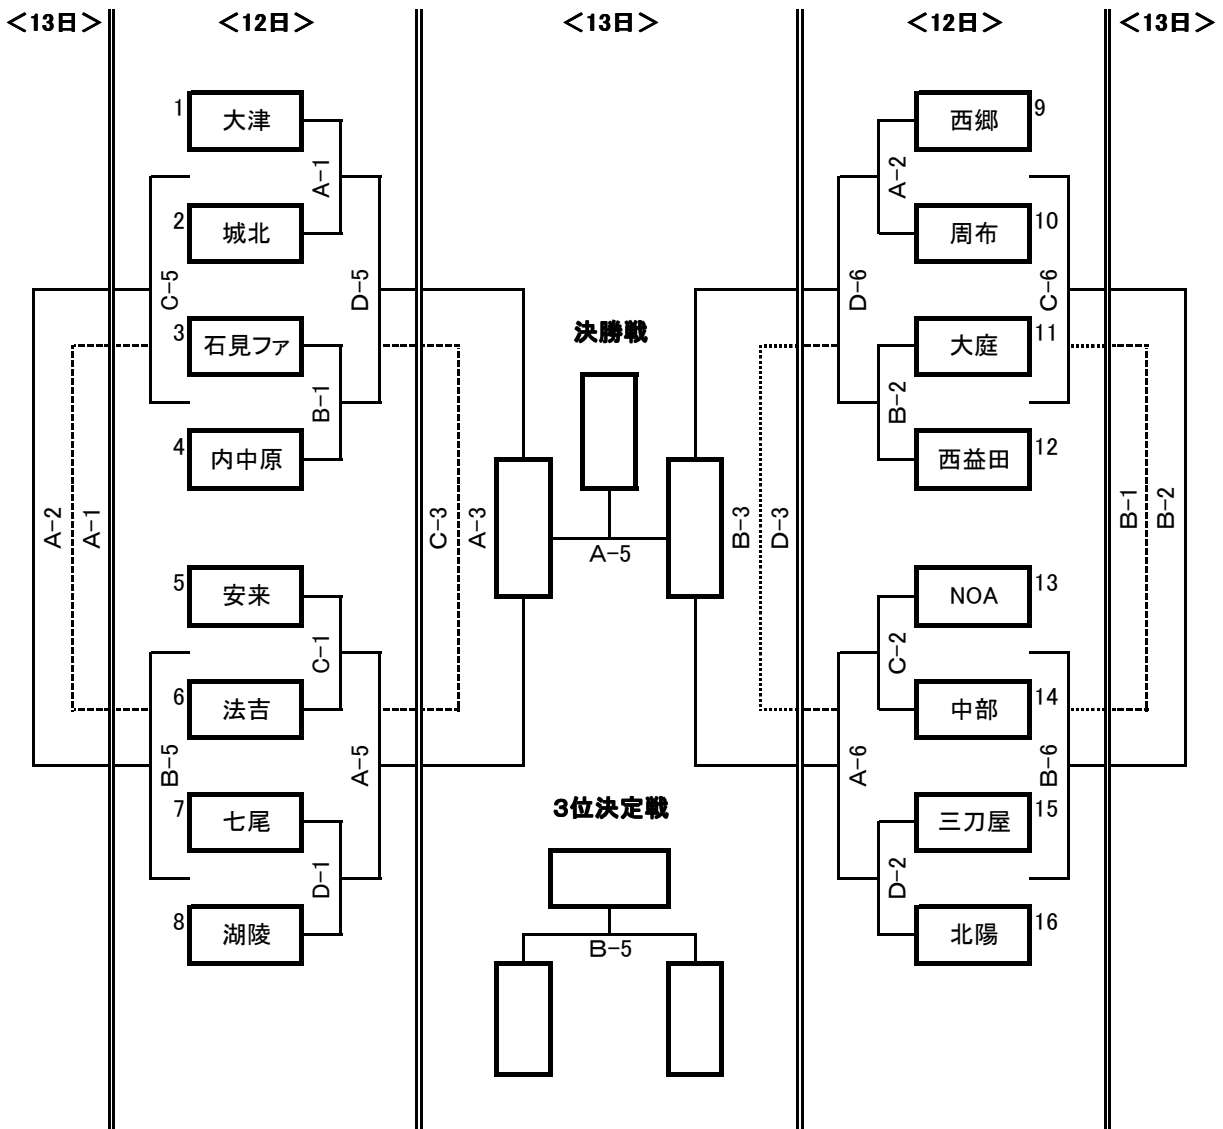 <13日> <12日> <13日> <12日> <13日>
1 大津
A-1
2 城北
C-5
D-5
3 石見ファ
B-1
4 内中原
A-2
A-1
C-3
A-3
5 安来
C-1
6 法吉
B-5
A-5
7 七尾
D-1
8 湖陵
決勝戦
A-5
3位決定戦
B-5
西郷 9
A-2
周布 10
D-6
C-6
大庭 11
B-2
西益田 12
B-3
D-3
B-1
B-2
NOA 13
C-2
中部 14
A-6
B-6
三刀屋 15
D-2
北陽 16